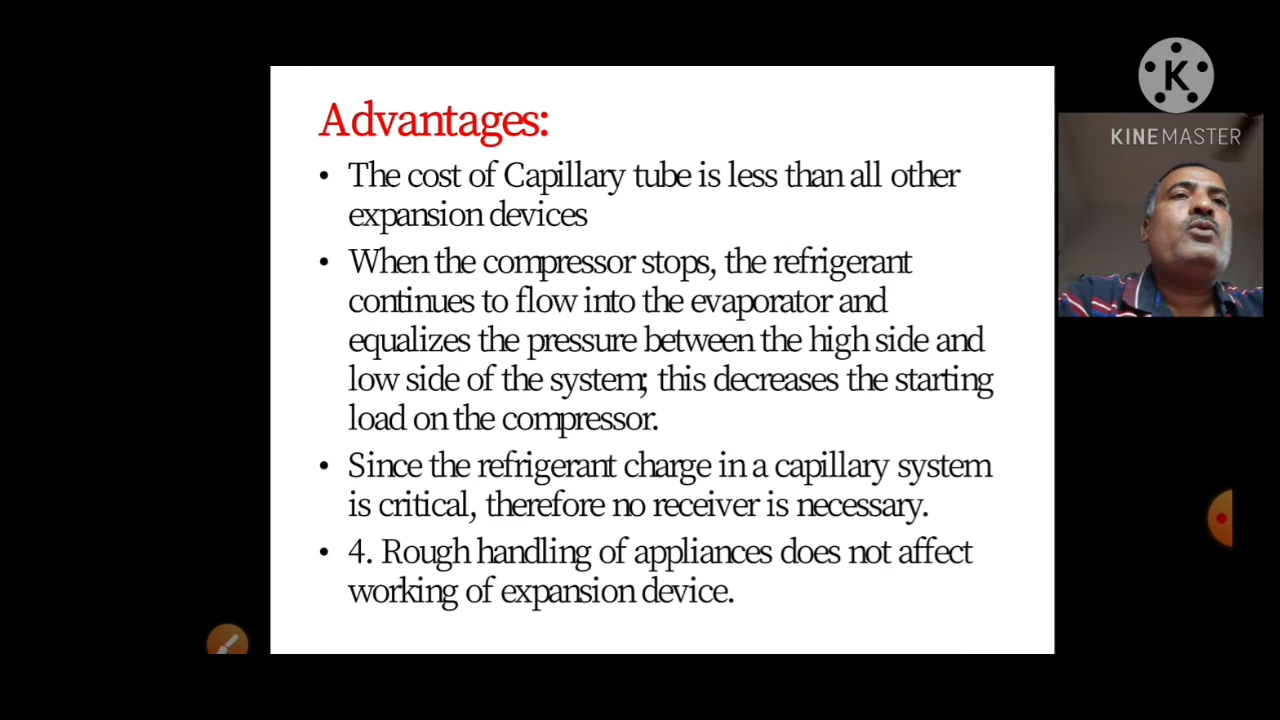 Advantages:
• The cost of Capillary tube is less than all other
expansion devices
• When the compressor stops, the refrigerant
continues to flow into the evaporator and
equalizes the pressure between the high side and
low side of the system; this decreases the starting
load on the compressor.
• Since the refrigerant charge in a capillary system
is critical, therefore no receiver is necessary.
• 4. Rough handling of appliances does not affect
working of expansion device.
K
KINEMASTER